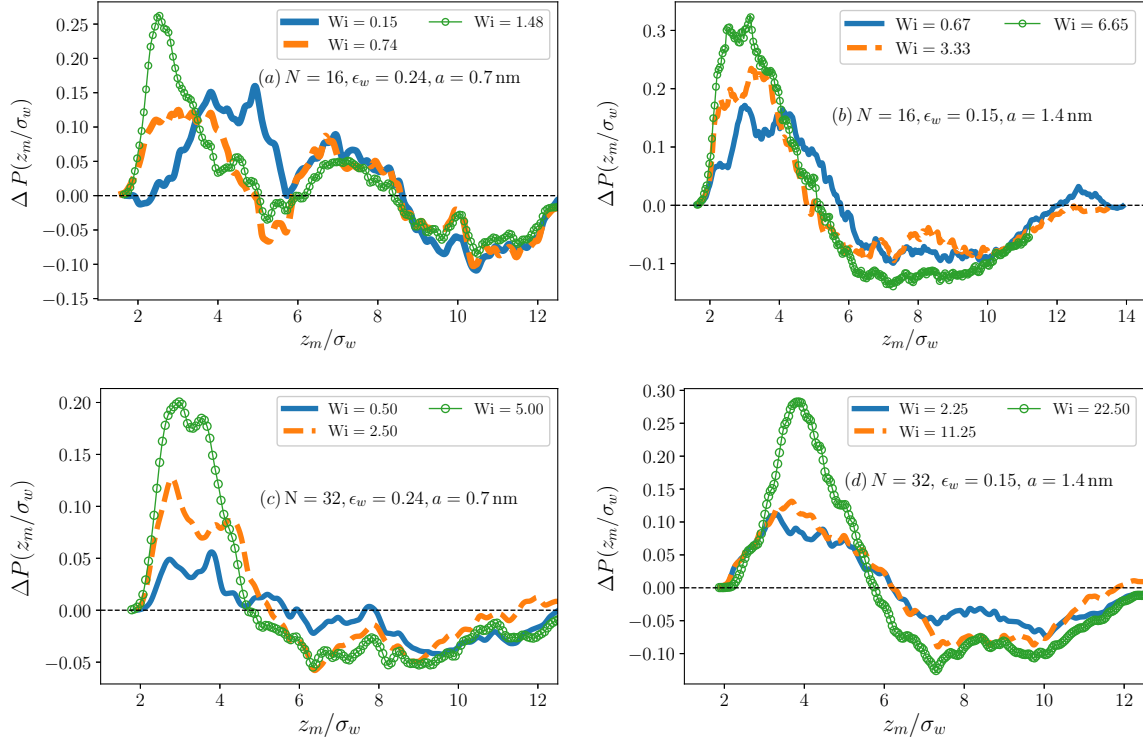 Wi = 0.15
Wi = 0.74
Wi = 1.48
(a) N = 16, ϵ_w = 0.24, a = 0.7 nm
ΔP(z_m/σ_w)
0.25
0.20
0.15
0.10
0.05
0.00
−0.05
−0.10
−0.15
2 4 6 8 10 12
z_m/σ_w
Wi = 0.67
Wi = 3.33
Wi = 6.65
(b) N = 16, ϵ_w = 0.15, a = 1.4 nm
ΔP(z_m/σ_w)
0.3
0.2
0.1
0.0
−0.1
2 4 6 8 10 12 14
z_m/σ_w
Wi = 0.50
Wi = 2.50
Wi = 5.00
(c) N = 32, ϵ_w = 0.24, a = 0.7 nm
ΔP(z_m/σ_w)
0.20
0.15
0.10
0.05
0.00
−0.05
2 4 6 8 10 12
z_m/σ_w
Wi = 2.25
Wi = 11.25
Wi = 22.50
(d) N = 32, ϵ_w = 0.15, a = 1.4 nm
ΔP(z_m/σ_w)
0.30
0.25
0.20
0.15
0.10
0.05
0.00
−0.05
−0.10
2 4 6 8 10 12
z_m/σ_w